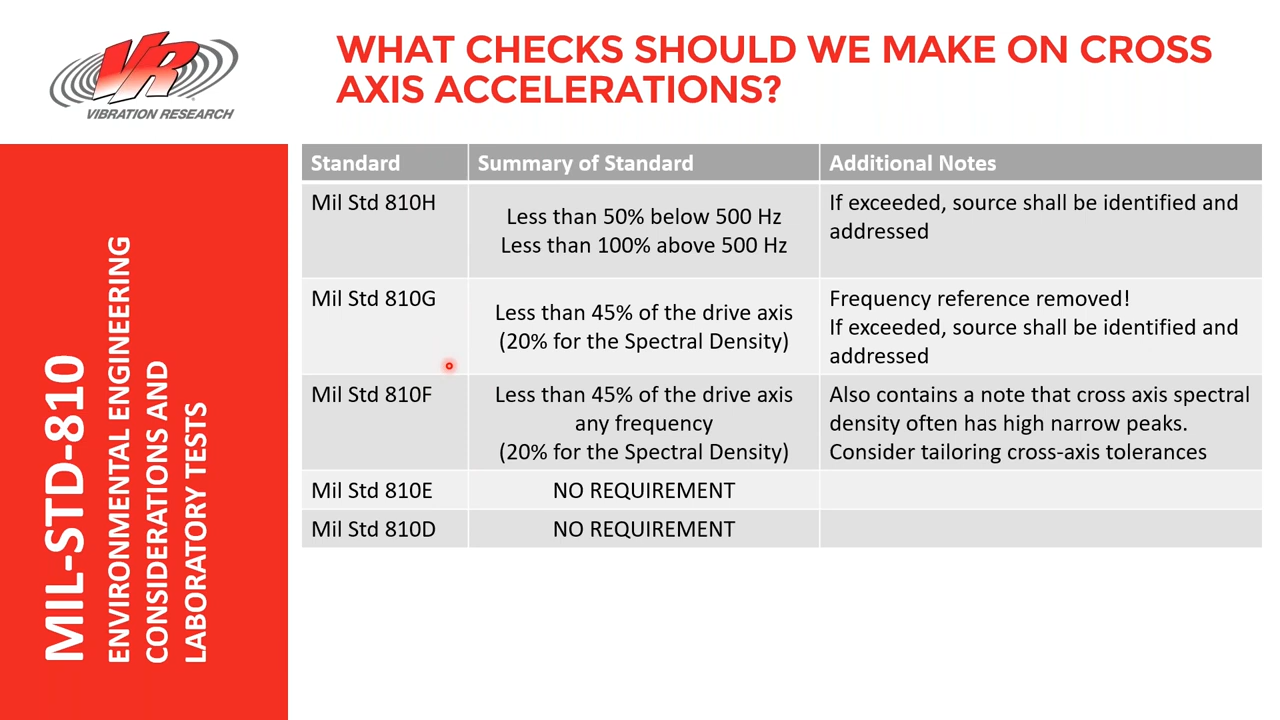 VR
VIBRATION RESEARCH
WHAT CHECKS SHOULD WE MAKE ON CROSS
AXIS ACCELERATIONS?
MIL-STD-810
ENVIRONMENTAL ENGINEERING
CONSIDERATIONS AND
LABORATORY TESTS
Standard Summary of Standard Additional Notes
Mil Std 810H
Less than 50% below 500 Hz
Less than 100% above 500 Hz
If exceeded, source shall be identified and
addressed
Mil Std 810G
Less than 45% of the drive axis
(20% for the Spectral Density)
Frequency reference removed!
If exceeded, source shall be identified and
addressed
Mil Std 810F
Less than 45% of the drive axis
any frequency
(20% for the Spectral Density)
Also contains a note that cross axis spectral
density often has high narrow peaks.
Consider tailoring cross-axis tolerances
Mil Std 810E NO REQUIREMENT
Mil Std 810D NO REQUIREMENT